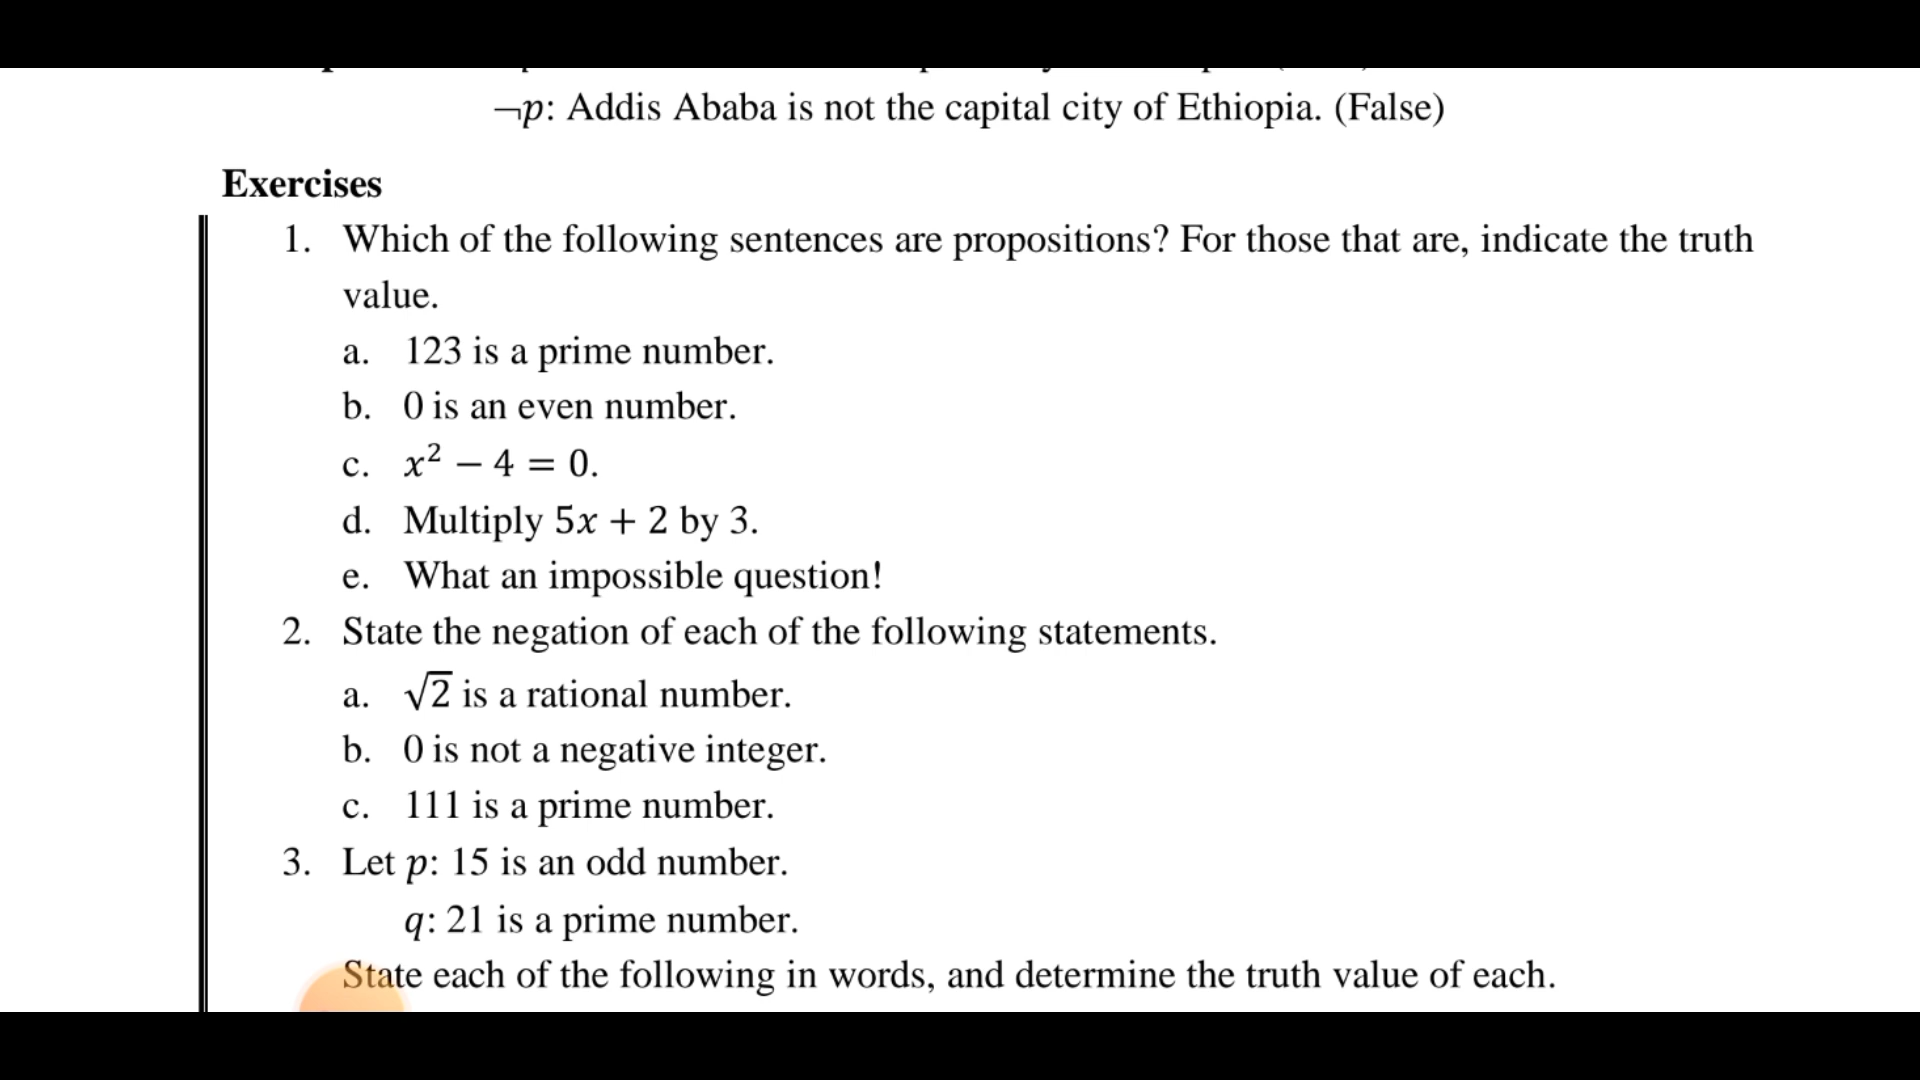 ¬p: Addis Ababa is not the capital city of Ethiopia. (False)
Exercises
1. Which of the following sentences are propositions? For those that are, indicate the truth
value.
a. 123 is a prime number.
b. 0 is an even number.
c. x² − 4 = 0.
d. Multiply 5x + 2 by 3.
e. What an impossible question!
2. State the negation of each of the following statements.
a. √2 is a rational number.
b. 0 is not a negative integer.
c. 111 is a prime number.
3. Let p: 15 is an odd number.
q: 21 is a prime number.
State each of the following in words, and determine the truth value of each.